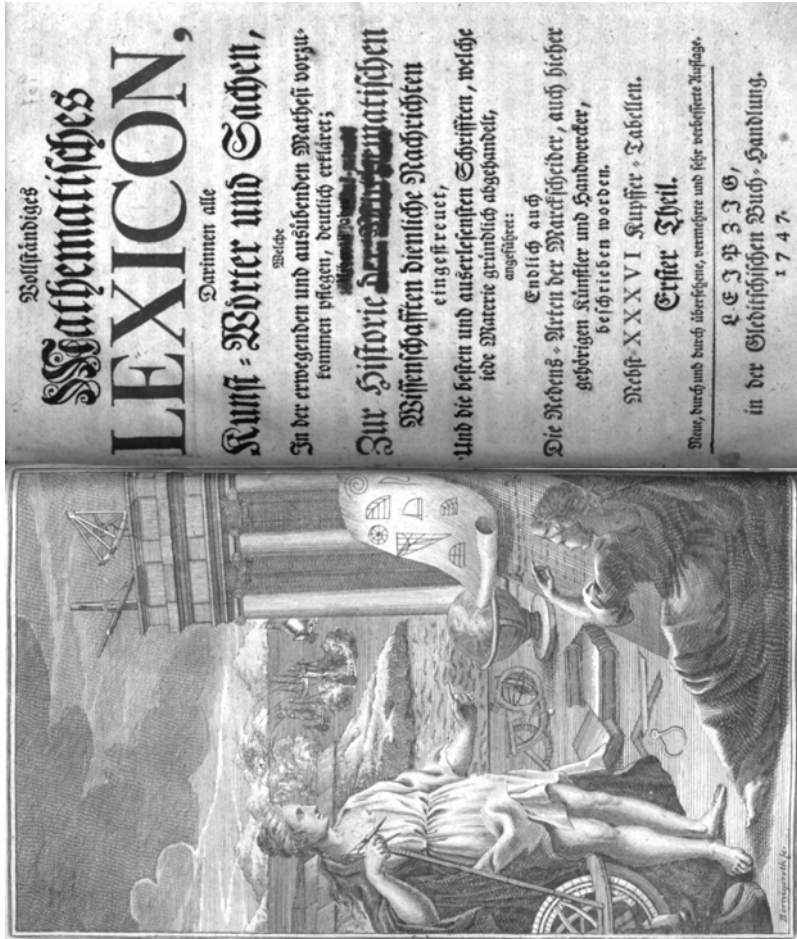 Vollständiges
Mathematisches
LEXICON,
Darinnen alle
Kunst-Wörter und Sachen,
Welche
In der erwegenden und ausübenden Mathesi vorzu-
kommen pflegen, deutlich erkläret;
Zur Historie der Mathematischen
Wissenschafften dienliche Nachrichten
eingestreuet,
Und die besten und auserlesensten Schrifften, welche
jede Materie gründlich abgehandelt,
angeführet:
Endlich auch
Die Redens-Arten der Marckscheider, auch hieher
gehörigen Künstler und Handwercker,
beschrieben worden.
Nebst XXXVI Kupffer-Tabellen.
Erster Theil.
Neue, durch und durch übersehene, vermehrte und sehr verbesserte Auflage.
LEIPZIG,
in der Gleditschischen Buch-Handlung.
1747.
Bernigeroth sc.